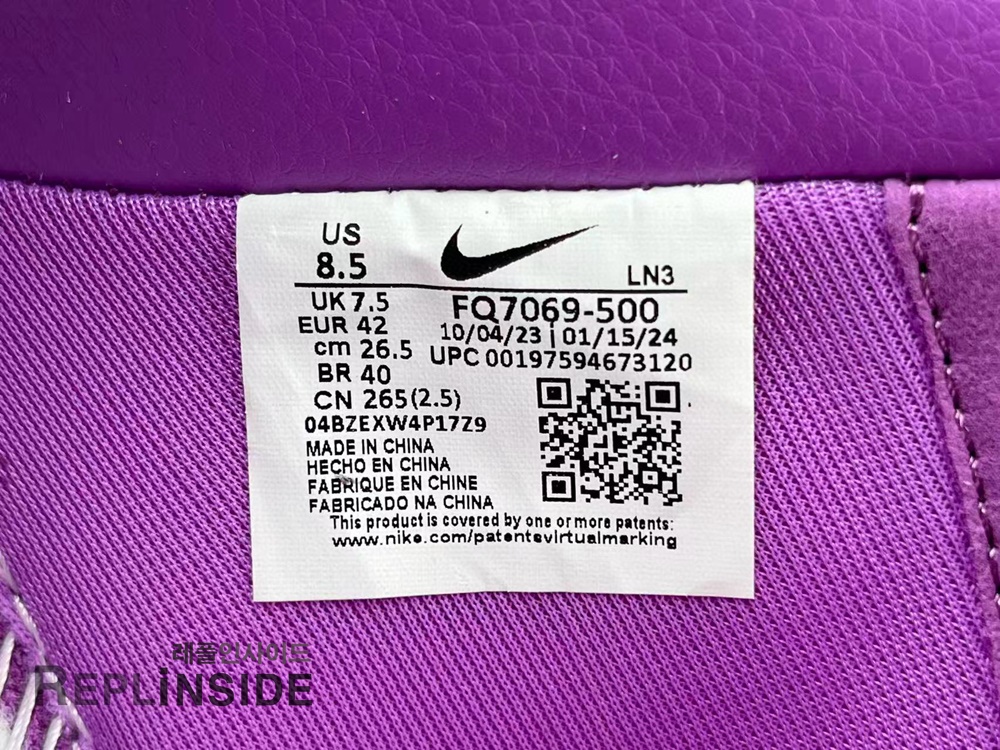 US
8.5
LN3
UK 7.5
FQ7069-500
EUR 42
10/04/23 | 01/15/24
cm 26.5
UPC 00197594673120
BR 40
CN 265(2.5)
04BZEXW4P17Z9
MADE IN CHINA
HECHO EN CHINA
FABRIQUE EN CHINE
FABRICADO NA CHINA
This product is covered by one or more patents:
www.nike.com/patentsvirtualmarking
레플인사이드
REPLINSIDE